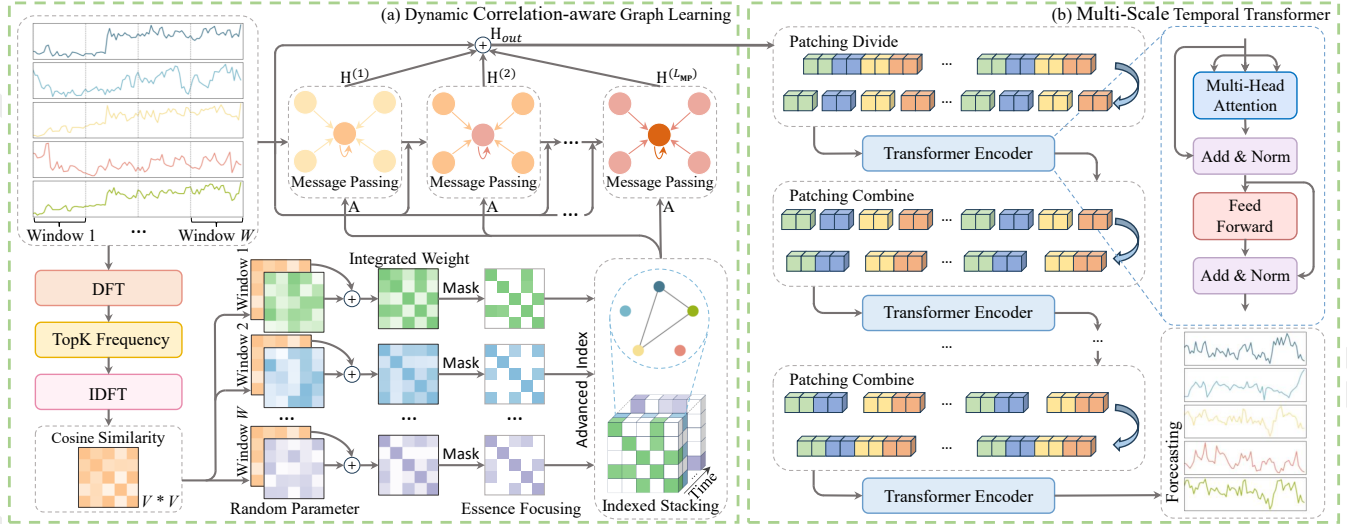 (a) Dynamic Correlation-aware Graph Learning
Window 1
...
Window W
DFT
TopK Frequency
IDFT
Cosine Similarity
V * V
H_out
H^(1)
H^(2)
H^(L_MP)
Message Passing
Message Passing
...
Message Passing
A
A
...
A
Integrated Weight
Window 1
Mask
Window 2
Mask
...
...
...
Window W
Mask
Random Parameter
Essence Focusing
Advanced Index
...
Time
Indexed Stacking
(b) Multi-Scale Temporal Transformer
Patching Divide
...
...
Transformer Encoder
Patching Combine
...
...
Transformer Encoder
...
...
Patching Combine
...
...
Transformer Encoder
Multi-Head
Attention
Add & Norm
Feed
Forward
Add & Norm
Forecasting